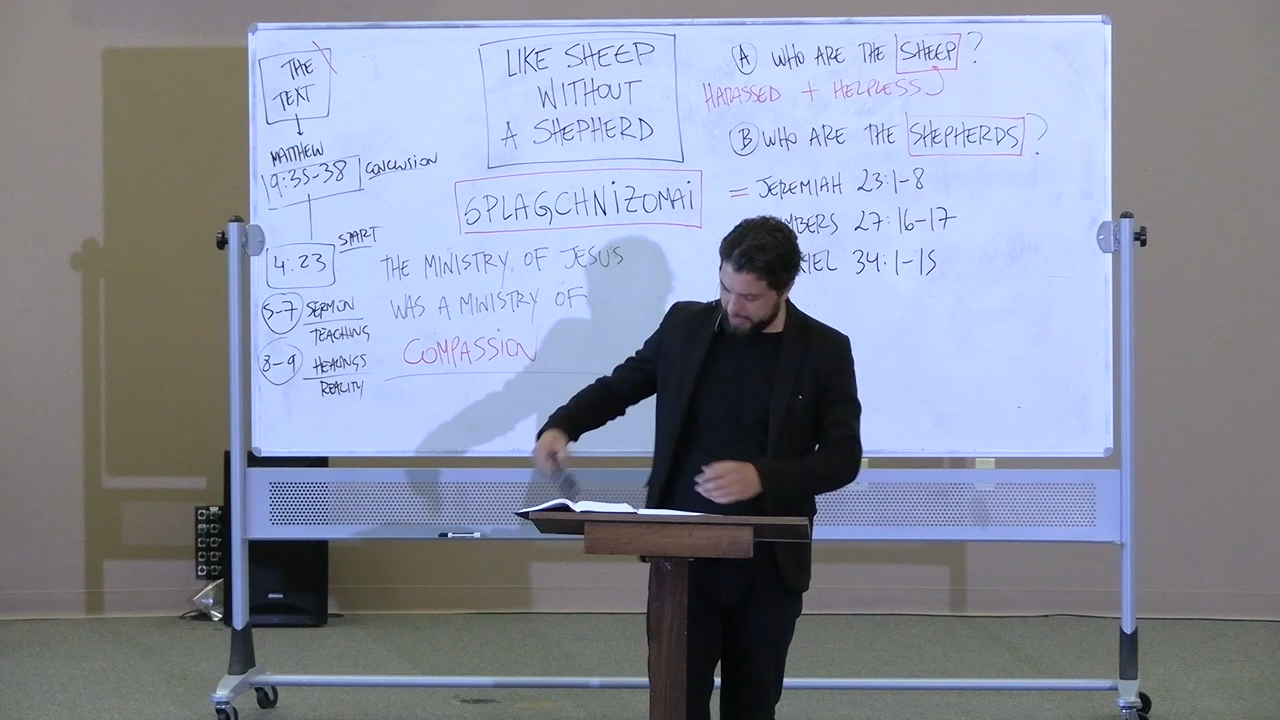 THE
TEXT
MATTHEW
9:35-38 CONCLUSION
4:23 START
5-7 SERMON
TEACHING
8-9 HEALINGS
REALITY
LIKE SHEEP
WITHOUT
A SHEPHERD
SPLAGCHNiZOMAi
THE MINISTRY OF JESUS
WAS A MINISTRY OF
COMPASSION
A WHO ARE THE SHEEP?
HARASSED + HELPLESS
B WHO ARE THE SHEPHERDS?
= JEREMIAH 23:1-8
MBERS 27:16-17
KIEL 34:1-15